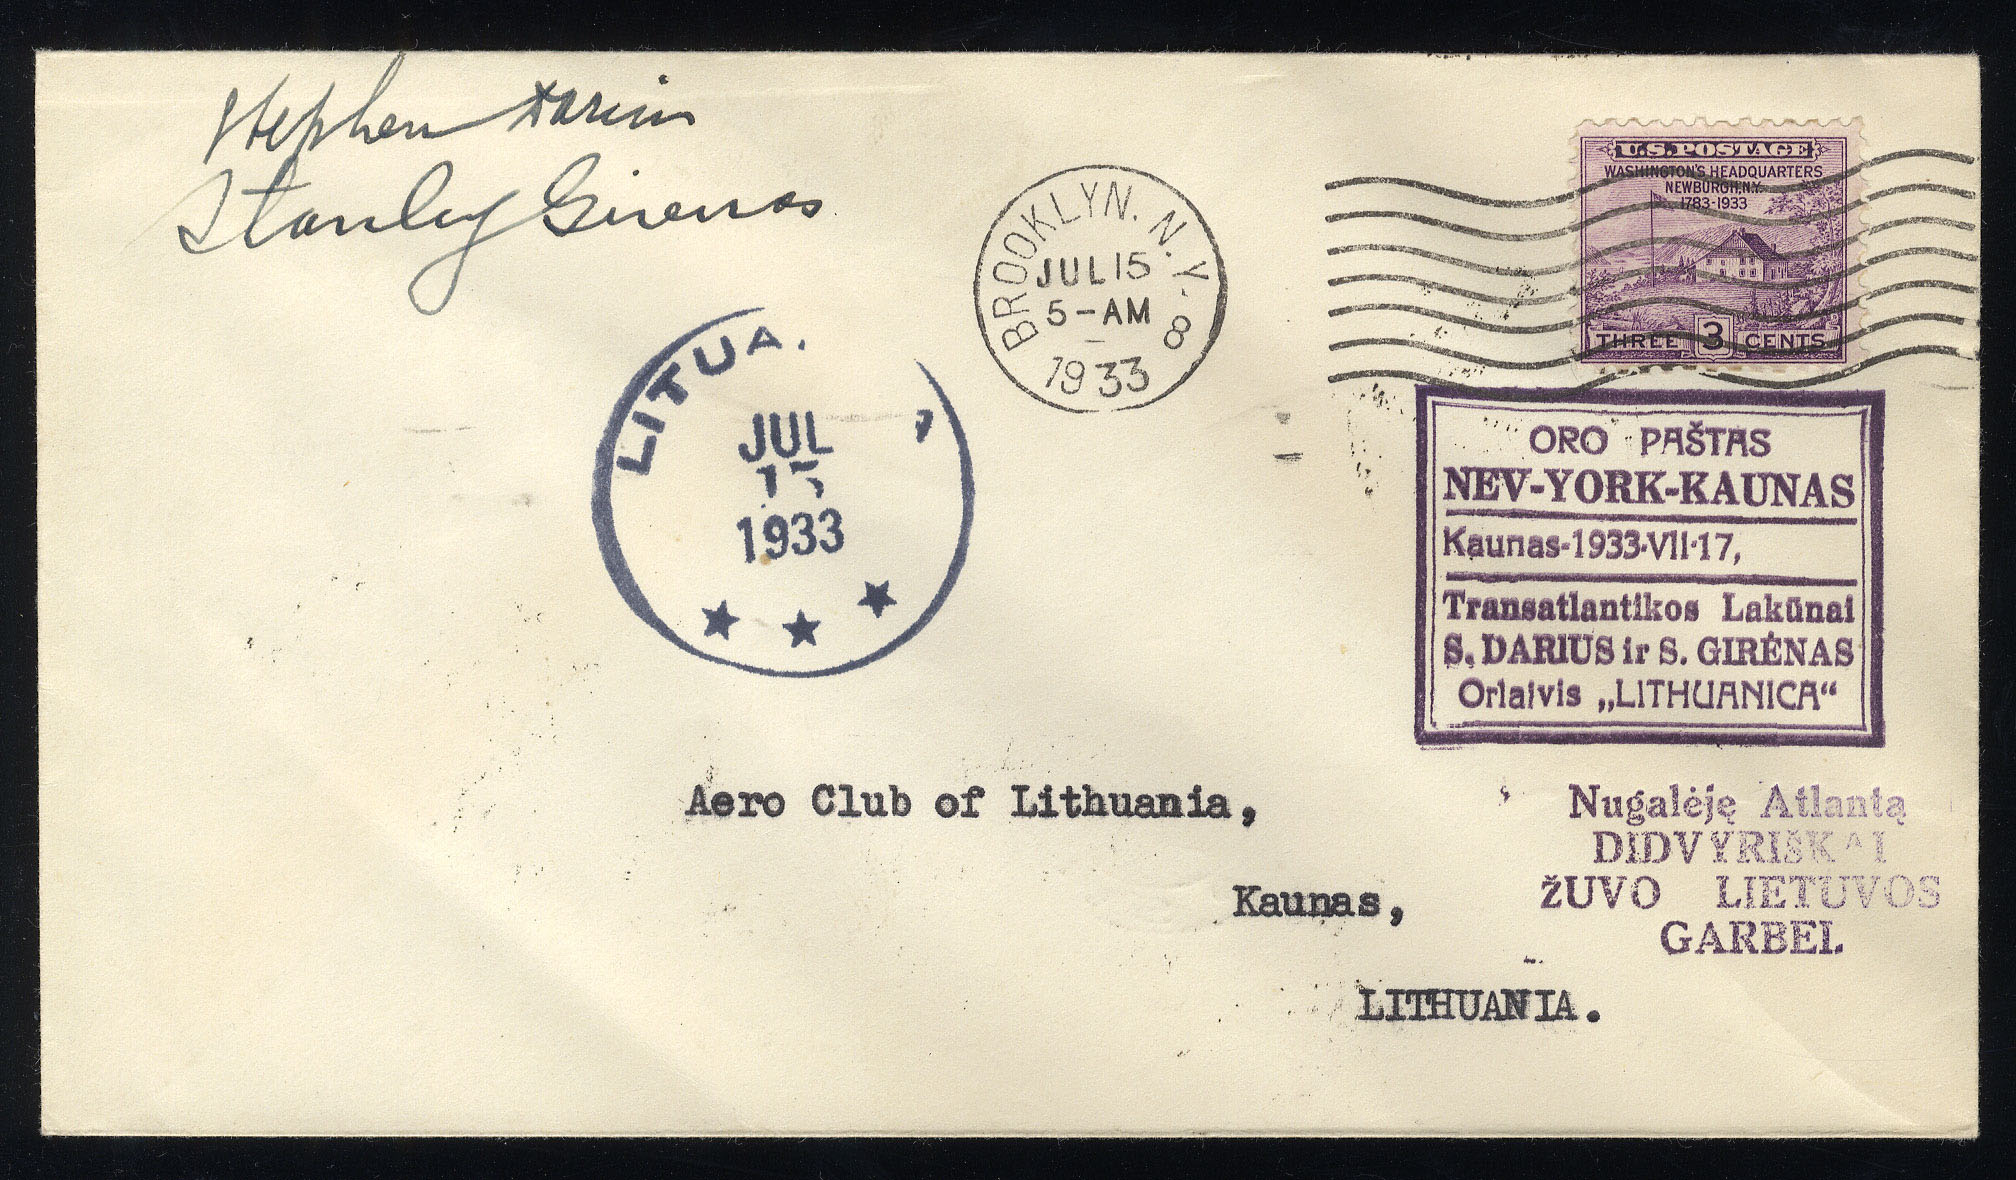 Stephen Darius
Stanley Girenas
BROOKLYN, N.Y. 8
JUL 15
5-AM
1933
U.S. POSTAGE
WASHINGTON'S HEADQUARTERS
NEWBURGH, N.Y.
1783-1933
THREE 3 CENTS
LITUA.
JUL
15
1933
ORO PAŠTAS
NEV-YORK-KAUNAS
Kaunas-1933·VII·17,
Transatlantikos Lakūnai
S. DARIUS ir S. GIRĖNAS
Orlaivis „LITHUANICA“
Aero Club of Lithuania,
Kaunas,
LITHUANIA.
Nugalėję Atlantą
DIDVYRIŠKAI
ŽUVO LIETUVOS
GARBEI.